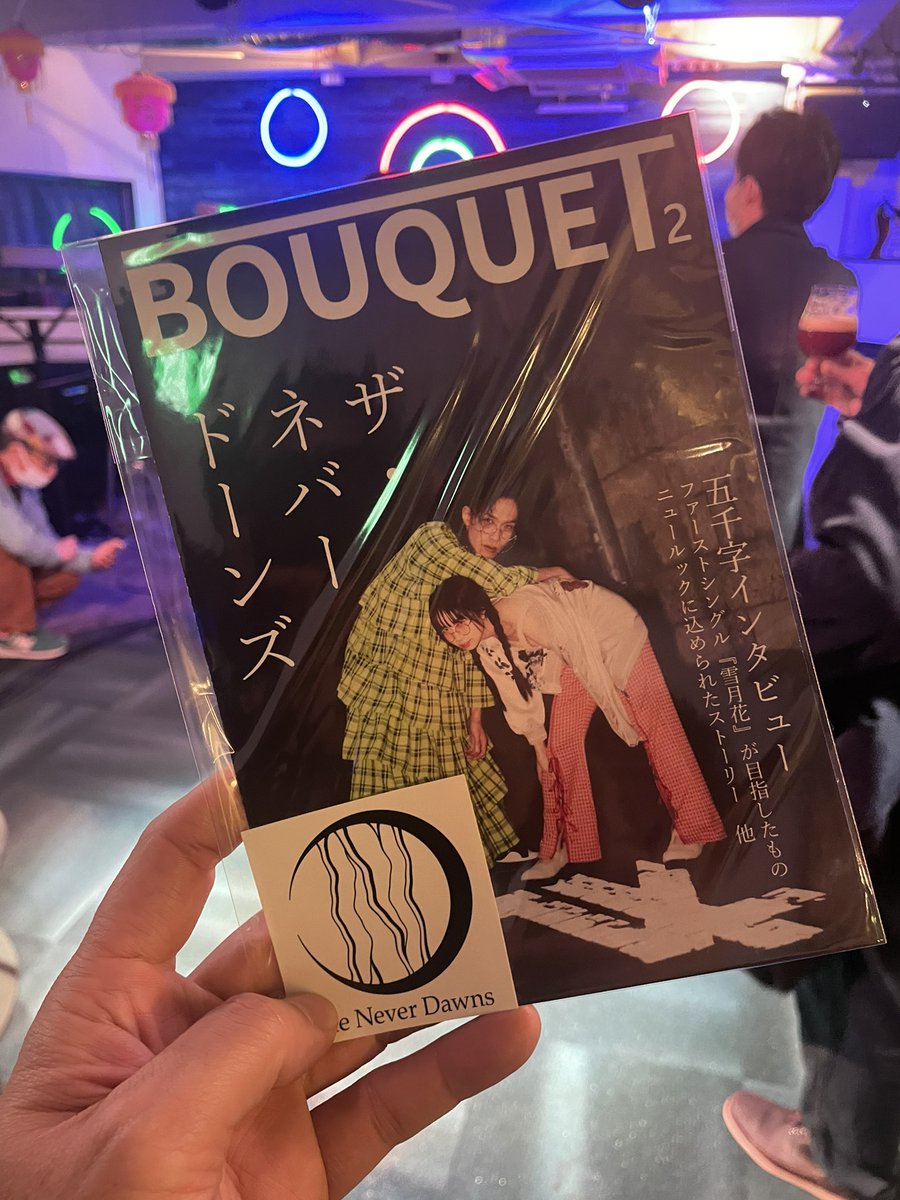 BOUQUET2
ザ・
ネバー
ドーンズ
五千字インタビュー
ファーストシングル『雪月花』が目指したもの
ニュールックに込められたストーリー 他
Never Dawns